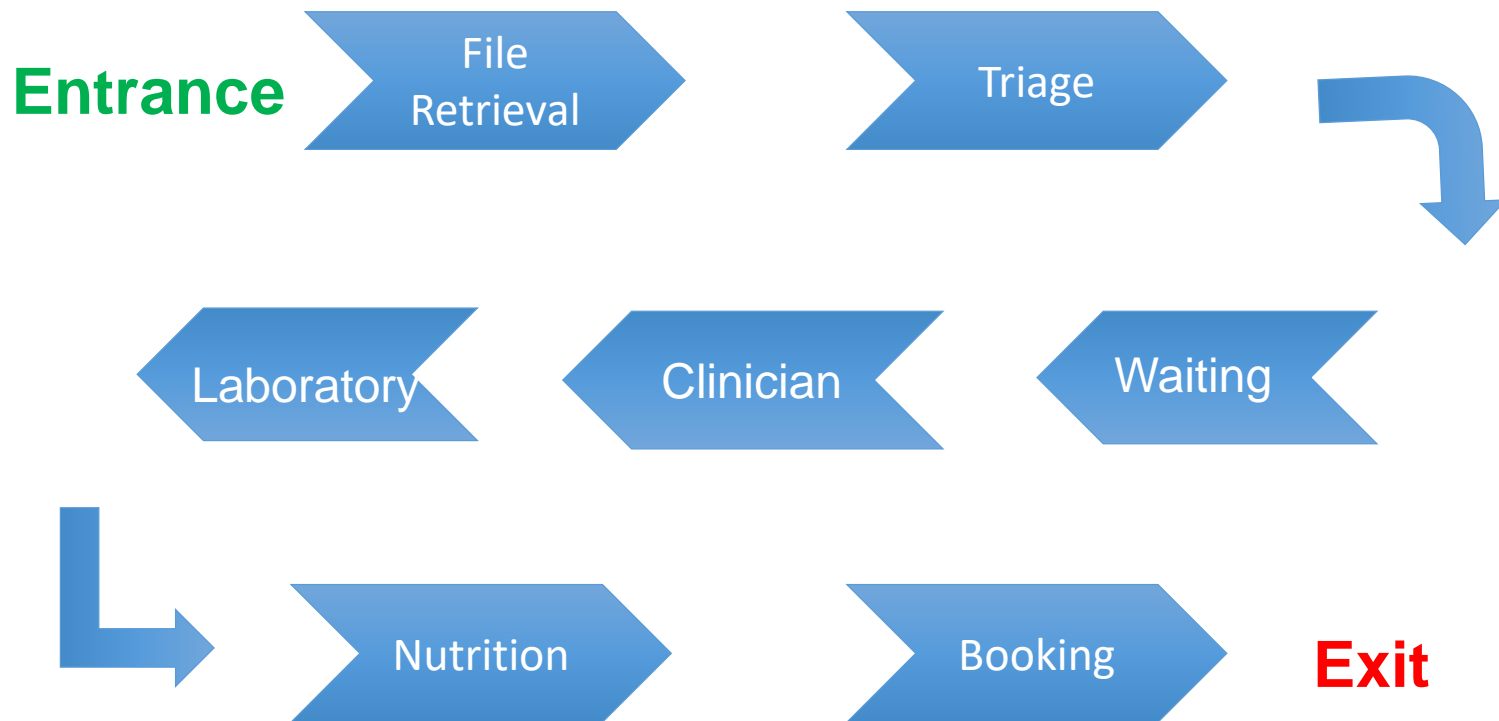 Entrance
File
Retrieval
Triage
Waiting
Clinician
Laboratory
Nutrition
Booking
Exit